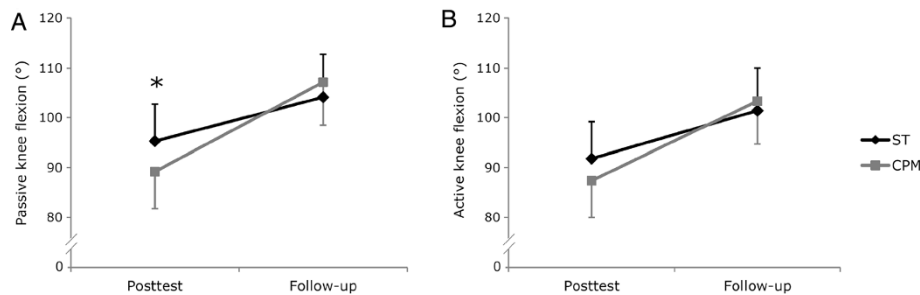 A
Passive knee flexion (°)
120
110
100
90
80
0
*
Posttest
Follow-up
B
Active knee flexion (°)
120
110
100
90
80
0
Posttest
Follow-up
ST
CPM